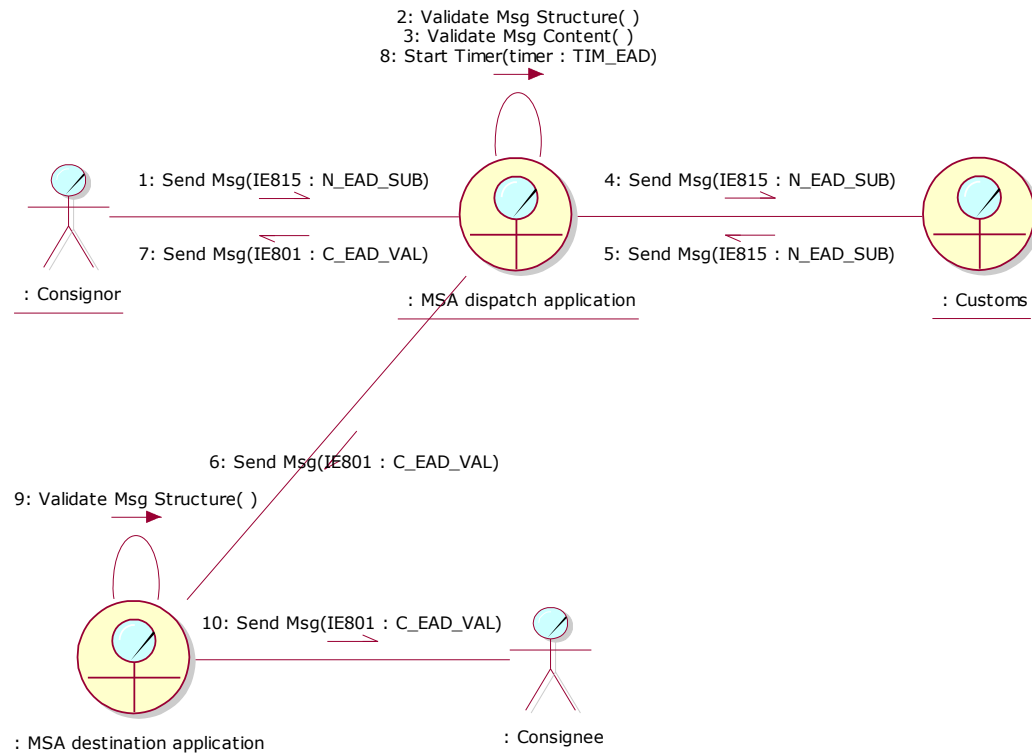 2: Validate Msg Structure( )
3: Validate Msg Content( )
8: Start Timer(timer : TIM_EAD)
1: Send Msg(IE815 : N_EAD_SUB)
4: Send Msg(IE815 : N_EAD_SUB)
7: Send Msg(IE801 : C_EAD_VAL)
5: Send Msg(IE815 : N_EAD_SUB)
: Consignor
: MSA dispatch application
: Customs
6: Send Msg(IE801 : C_EAD_VAL)
9: Validate Msg Structure( )
10: Send Msg(IE801 : C_EAD_VAL)
: MSA destination application
: Consignee